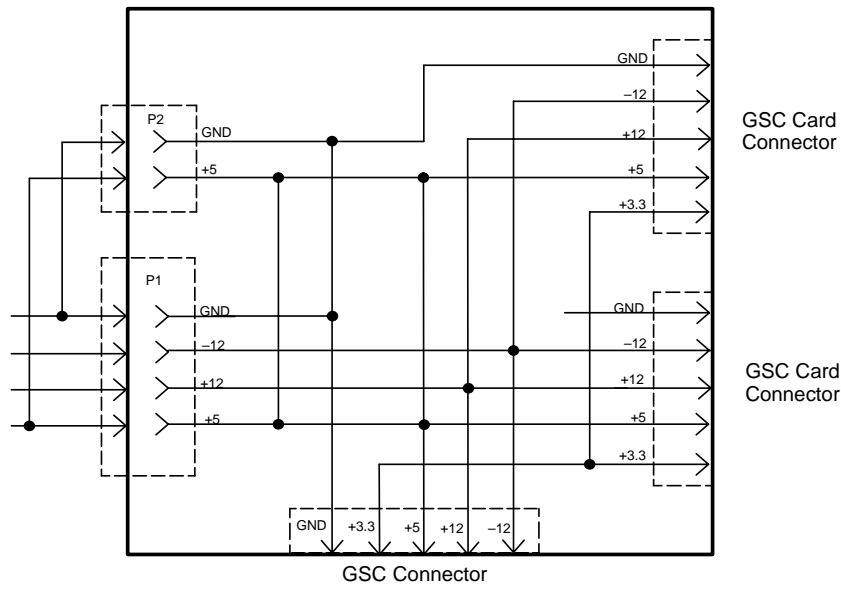 GND
–12
+12
+5
+3.3
GSC Card
Connector
P2
GND
+5
P1
GND
–12
+12
+5
GND
–12
+12
+5
+3.3
GSC Card
Connector
GND +3.3 +5 +12 –12
GSC Connector